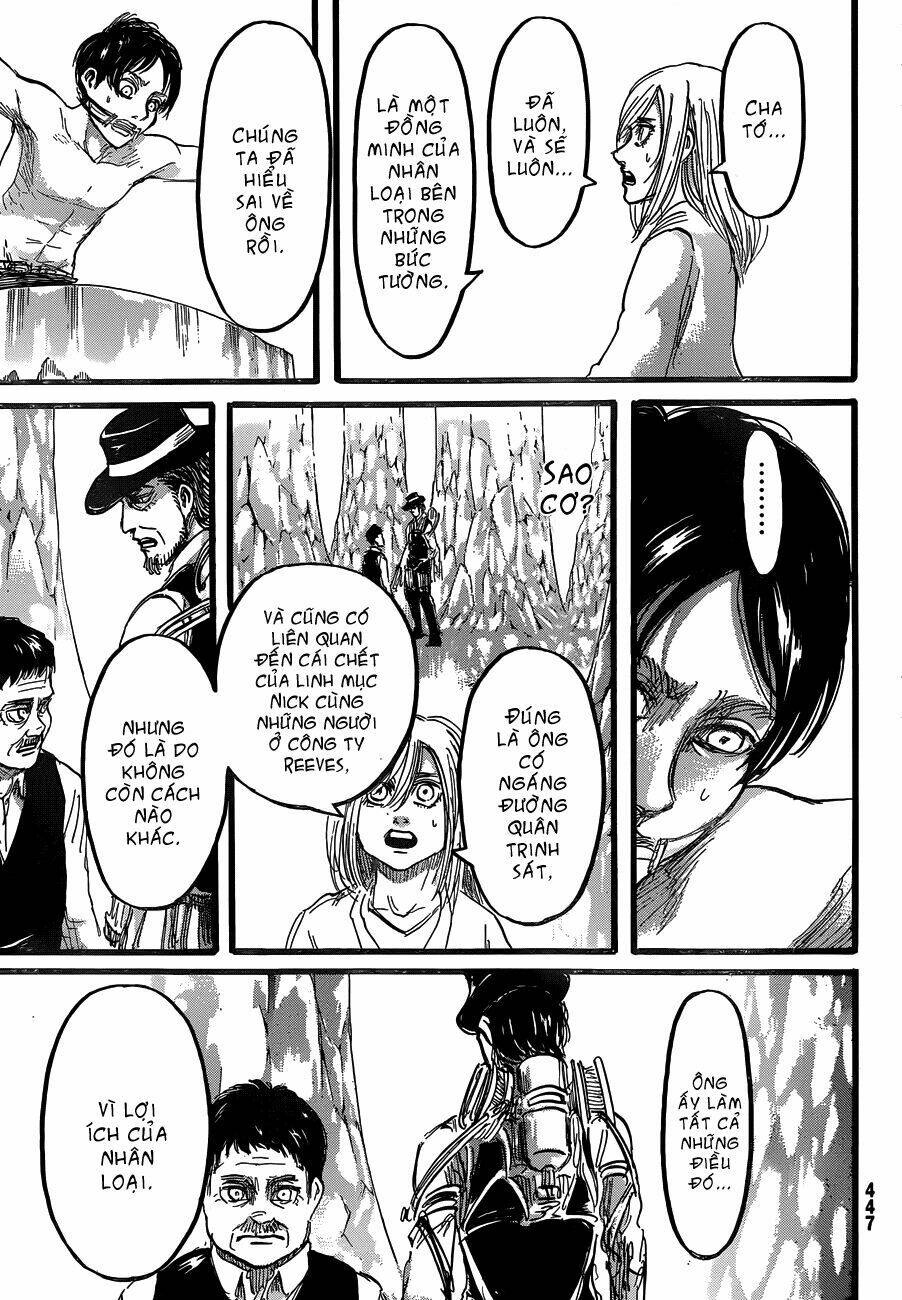 CHA
TỚ...
ĐÃ
LUÔN,
VÀ SẼ
LUÔN...
LÀ MỘT
ĐỒNG
MINH CỦA
NHÂN
LOẠI BÊN
TRONG
NHỮNG
BỨC
TƯỜNG.
CHÚNG
TA ĐÃ
HIỂU
SAI VỀ
ÔNG
RỒI.
.........
SAO
CƠ?
ĐÚNG
LÀ ÔNG
CÓ
NGÁNG
ĐƯỜNG
QUÂN
TRINH
SÁT,
VÀ CŨNG CÓ
LIÊN QUAN
ĐẾN CÁI CHẾT
CỦA LINH MỤC
NICK CÙNG
NHỮNG NGƯỜI
Ở CÔNG TY
REEVES,
NHƯNG
ĐÓ LÀ DO
KHÔNG
CÒN CÁCH
NÀO
KHÁC.
ÔNG
ẤY LÀM
TẤT CẢ
NHỮNG
ĐIỀU
ĐÓ...
VÌ LỢI
ÍCH CỦA
NHÂN
LOẠI.
447